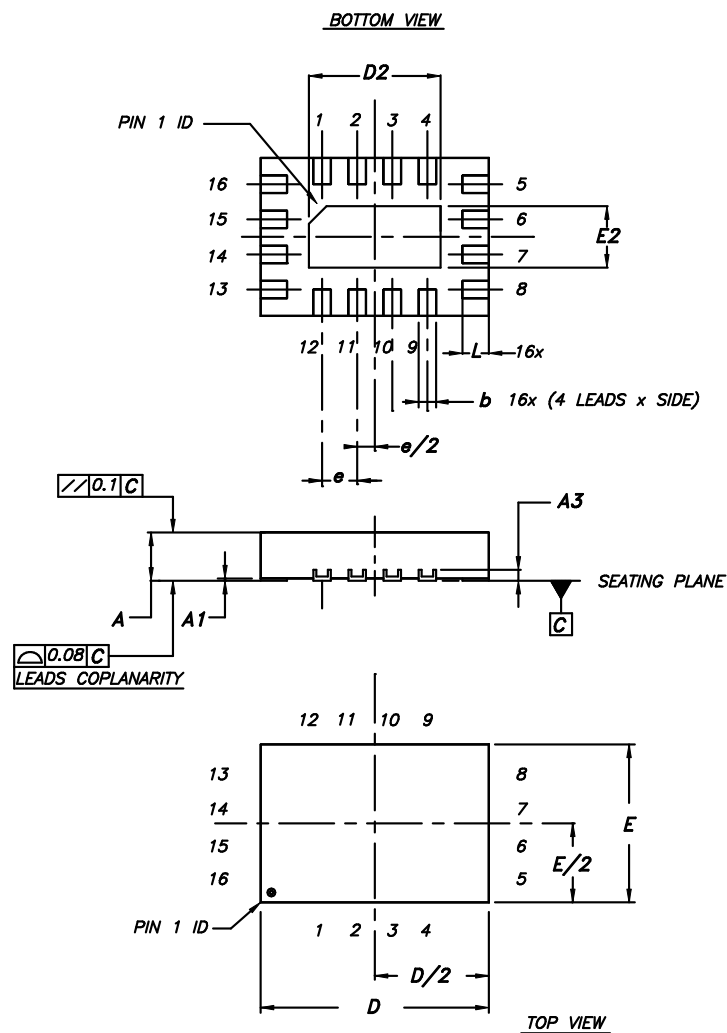 BOTTOM VIEW
D2
PIN 1 ID
1 2 3 4
16 5
15 6
E2
14 7
13 8
12 11 10 9 L 16x
b 16x (4 LEADS x SIDE)
e/2
e
// 0.1 C
A3
SEATING PLANE
A A1
C
0.08 C
LEADS COPLANARITY
12 11 10 9
13 8
14 7
E
15 6
E/2
16 5
PIN 1 ID
1 2 3 4
D/2
D
TOP VIEW